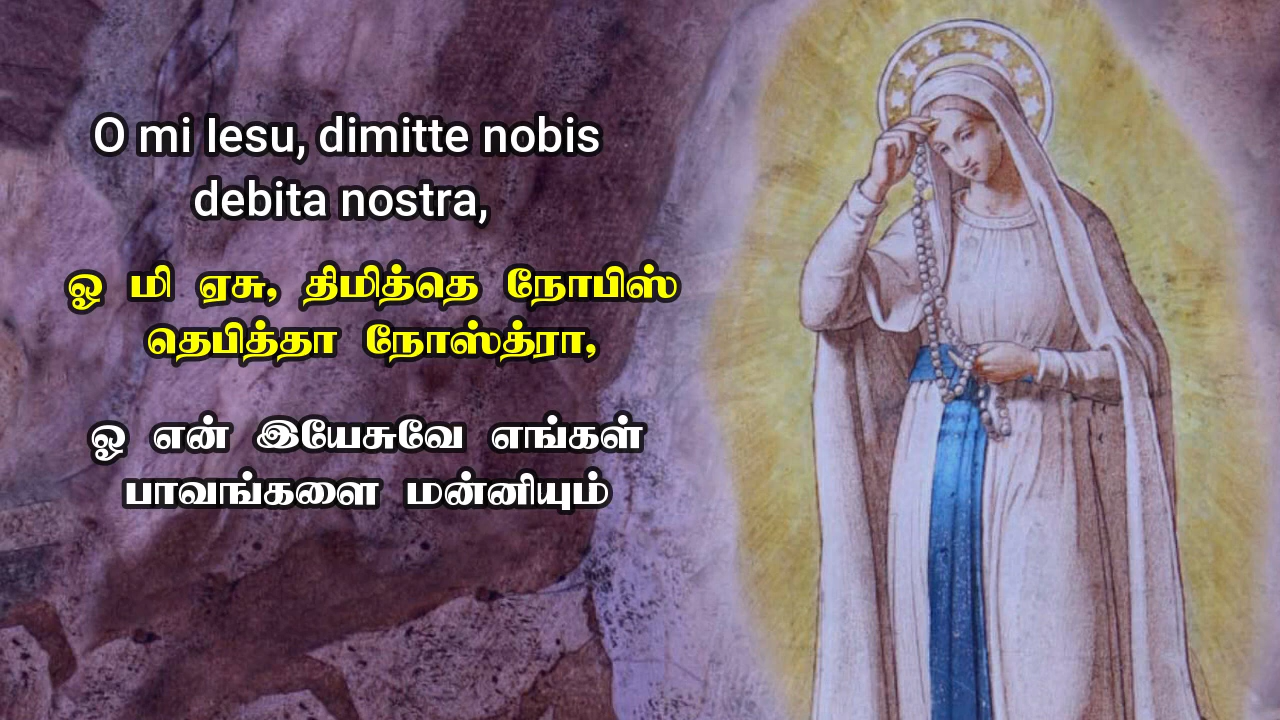 O mi Iesu, dimitte nobis
debita nostra,
ஓ மி ஏசு, திமித்தெ நோபிஸ்
தெபித்தா நோஸ்த்ரா,
ஓ என் இயேசுவே எங்கள்
பாவங்களை மன்னியும்